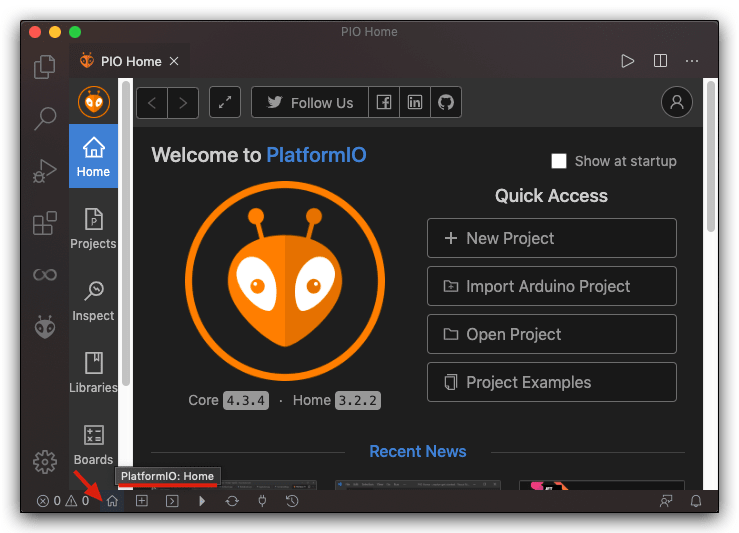 PIO Home
PIO Home
Follow Us
Home
Welcome to PlatformIO
Show at startup
Quick Access
Projects
New Project
Inspect
Import Arduino Project
Open Project
Libraries
Project Examples
Core 4.3.4 · Home 3.2.2
Boards
Recent News
PlatformIO: Home
0 0